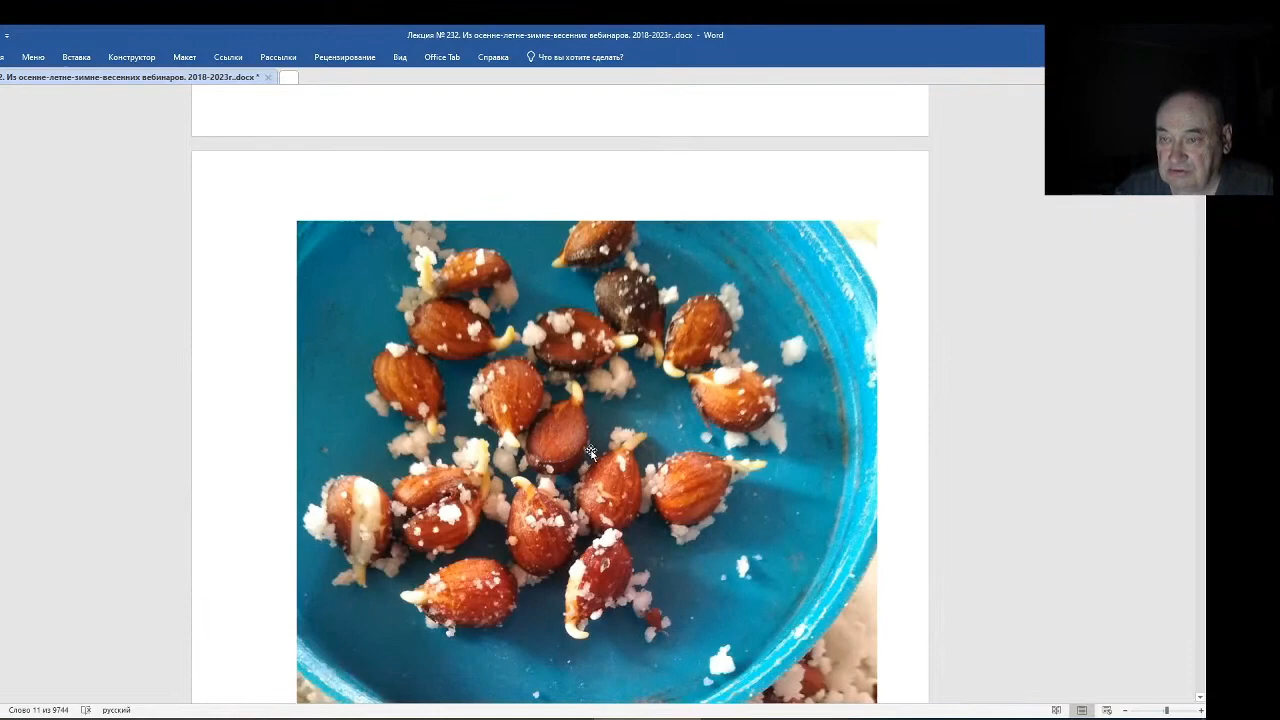 Лекция № 232. Из осенне-летне-зимне-весенних вебинаров. 2018-2023г..docx - Word
Меню Вставка Конструктор Макет Ссылки Рассылки Рецензирование Вид Office Tab Справка Что вы хотите сделать?
2. Из осенне-летне-зимне-весенних вебинаров. 2018-2023г..docx *
Слово 11 из 9744 русский